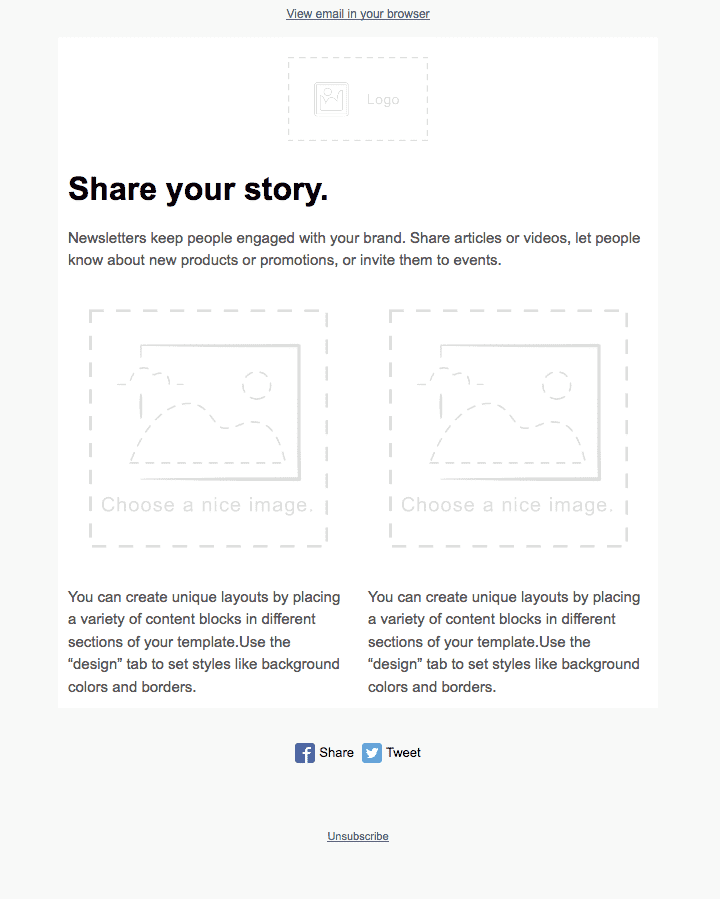 View email in your browser
Logo
Share your story.
Newsletters keep people engaged with your brand. Share articles or videos, let people
know about new products or promotions, or invite them to events.
Choose a nice image.
Choose a nice image.
You can create unique layouts by placing
a variety of content blocks in different
sections of your template.Use the
“design” tab to set styles like background
colors and borders.
You can create unique layouts by placing
a variety of content blocks in different
sections of your template.Use the
“design” tab to set styles like background
colors and borders.
Share Tweet
Unsubscribe